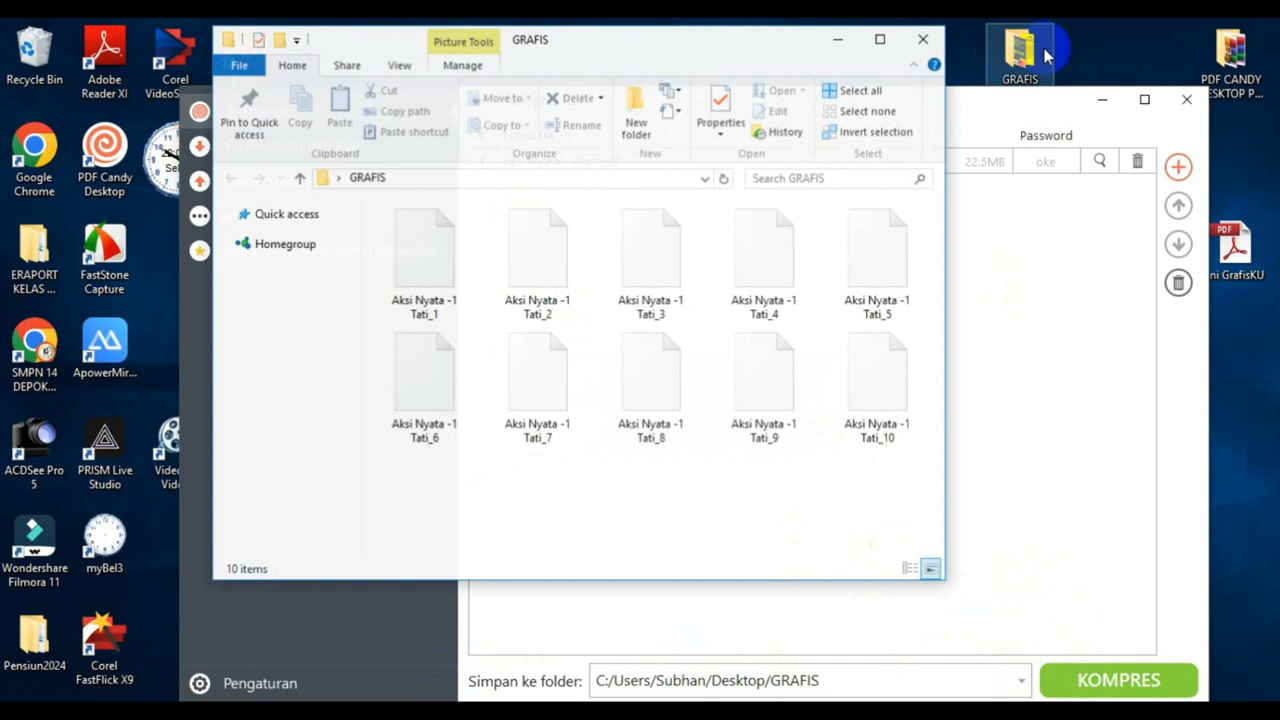 Recycle Bin
Adobe
Reader XI
Corel
VideoS...
Google
Chrome
PDF Candy
Desktop
ERAPORT
KELAS ...
FastStone
Capture
SMPN 14
DEPOK...
ApowerMir...
ACDSee Pro
5
PRISM Live
Studio
Video
Vid
Wondershare
Filmora 11
myBel3
Pensiun2024
Corel
FastFlick X9
Picture Tools
GRAFIS
File
Home
Share
View
Manage
Pin to Quick
access
Copy
Paste
Cut
Copy path
Paste shortcut
Clipboard
Move to
Copy to
Delete
Rename
Organize
New
folder
New
Properties
Open
Edit
History
Open
Select all
Select none
Invert selection
Select
GRAFIS
Search GRAFIS
Quick access
Homegroup
Aksi Nyata -1
Tati_1
Aksi Nyata -1
Tati_2
Aksi Nyata -1
Tati_3
Aksi Nyata -1
Tati_4
Aksi Nyata -1
Tati_5
Aksi Nyata -1
Tati_6
Aksi Nyata -1
Tati_7
Aksi Nyata -1
Tati_8
Aksi Nyata -1
Tati_9
Aksi Nyata -1
Tati_10
10 items
GRAFIS
PDF CANDY
ESKTOP P...
Password
22.5MB
oke
PDF
ni GrafisKU
Pengaturan
Simpan ke folder:
C:/Users/Subhan/Desktop/GRAFIS
KOMPRES